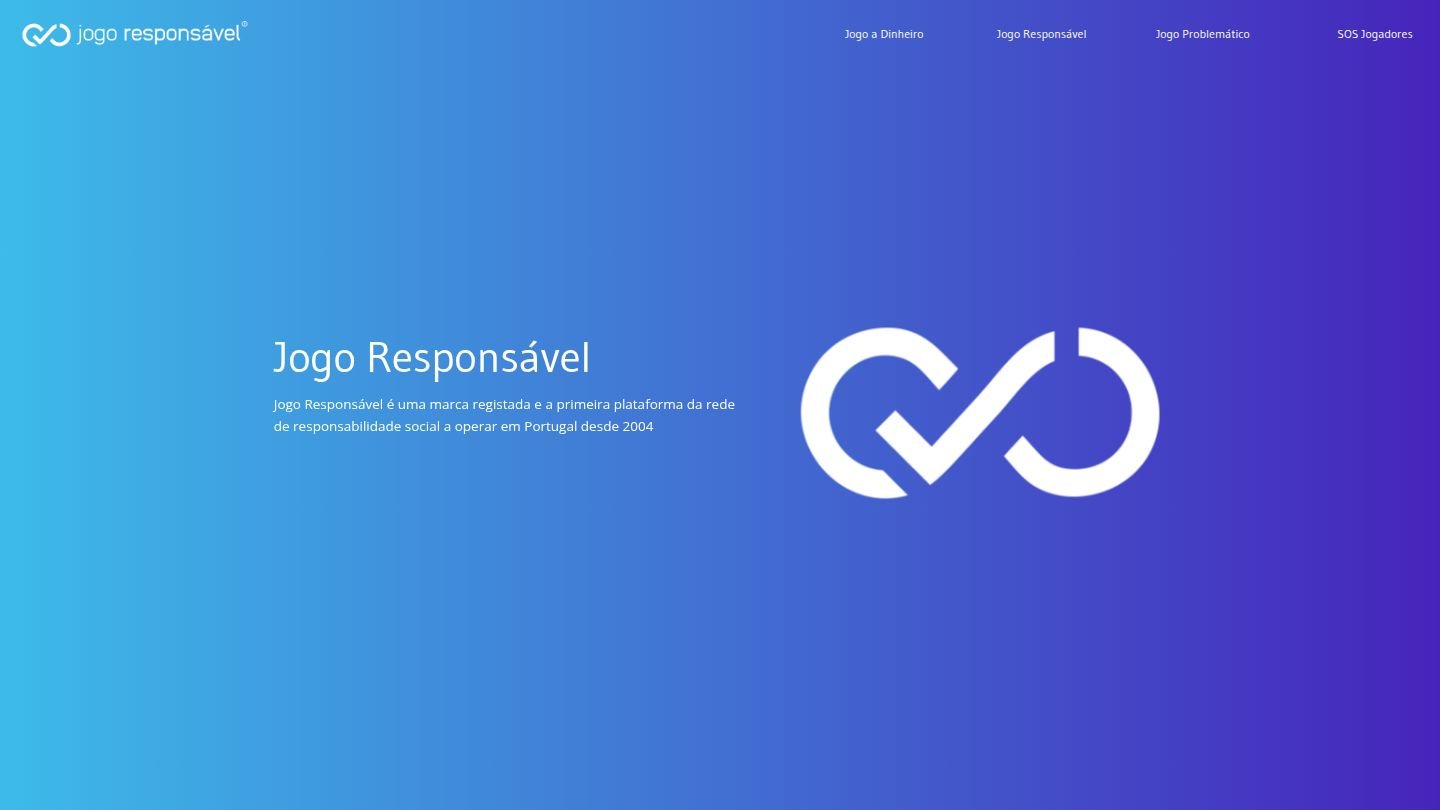 jogo responsável®
Jogo a Dinheiro
Jogo Responsável
Jogo Problemático
SOS Jogadores
Jogo Responsável
Jogo Responsável é uma marca registada e a primeira plataforma da rede
de responsabilidade social a operar em Portugal desde 2004